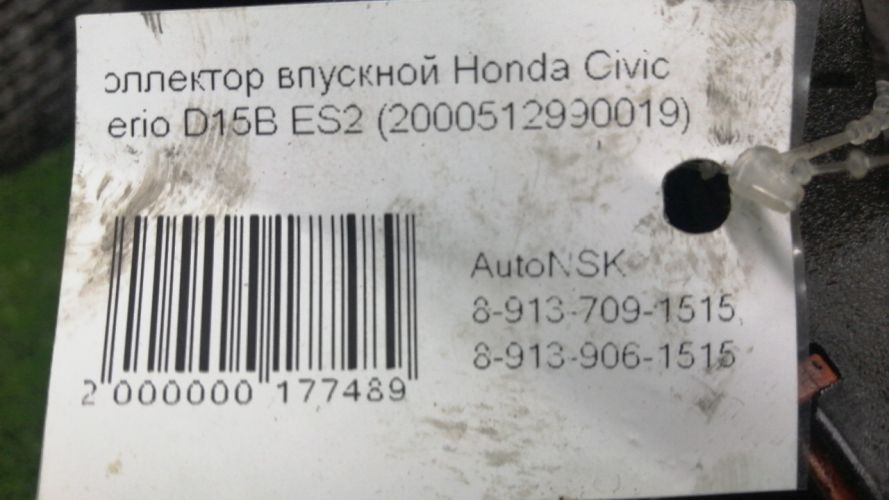 оллектор впускной Honda Civic
erio D15B ES2 (2000512990019)
AutoNSK
8-913-709-1515,
8-913-906-1515
2 000000 177489